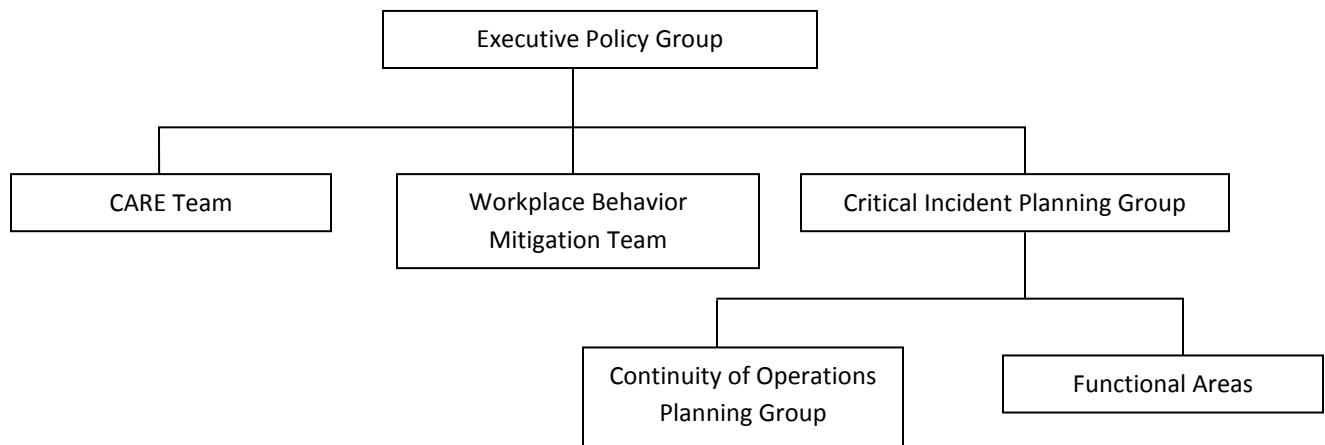 Executive Policy Group
CARE Team
Workplace Behavior
Mitigation Team
Critical Incident Planning Group
Continuity of Operations
Planning Group
Functional Areas